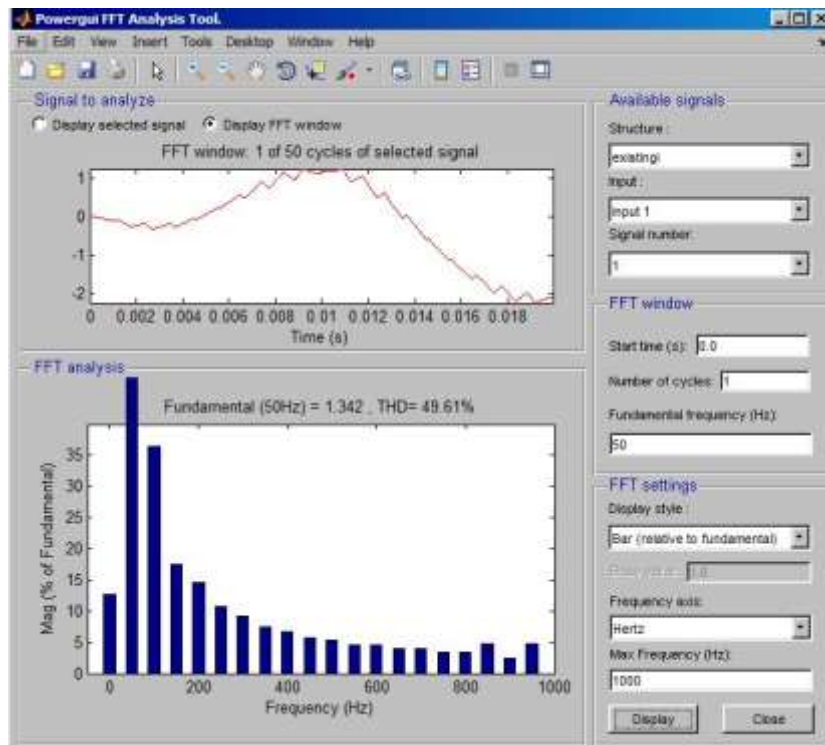 Powergui FFT Analysis Tool.
File Edit View Insert Tools Desktop Window Help
Signal to analyze
Display selected signal Display FFT window
FFT window: 1 of 50 cycles of selected signal
1
0
-1
-2
0 0.002 0.004 0.006 0.008 0.01 0.012 0.014 0.016 0.018
Time (s)
FFT analysis
Fundamental (50Hz) = 1.342 , THD= 49.61%
35
30
25
20
15
10
5
0
Mag (% of Fundamental)
0 200 400 600 800 1000
Frequency (Hz)
Available signals
Structure :
existingi
Input :
input 1
Signal number:
1
FFT window
Start time (s): 0.0
Number of cycles: 1
Fundamental frequency (Hz):
50
FFT settings
Display style :
Bar (relative to fundamental)
Frequency axis:
Hertz
Max Frequency (Hz):
1000
Display Close